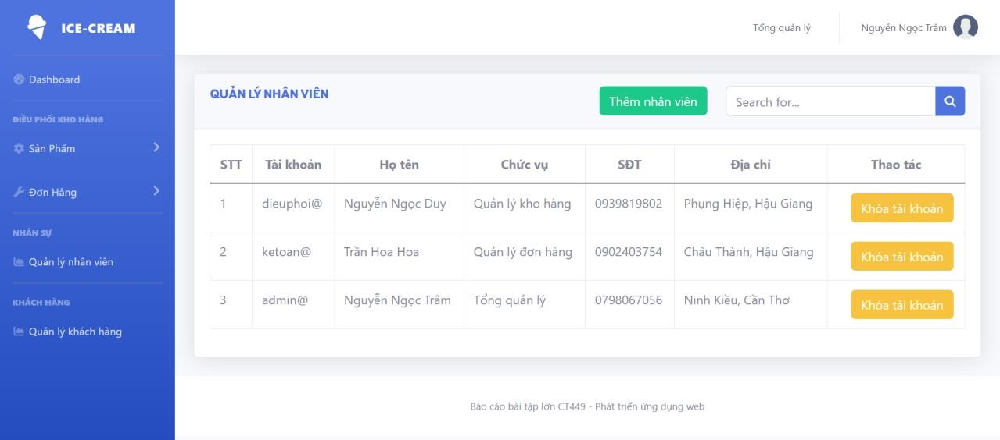 ICE-CREAM
Tổng quản lý
Nguyễn Ngọc Trâm
Dashboard
ĐIỀU PHỐI KHO HÀNG
Sản Phẩm
Đơn Hàng
NHÂN SỰ
Quản lý nhân viên
KHÁCH HÀNG
Quản lý khách hàng
QUẢN LÝ NHÂN VIÊN
Thêm nhân viên
Search for...
STT Tài khoản Họ tên Chức vụ SĐT Địa chỉ Thao tác
1 dieuphoi@ Nguyễn Ngọc Duy Quản lý kho hàng 0939819802 Phụng Hiệp, Hậu Giang Khóa tài khoản
2 ketoan@ Trần Hoa Hoa Quản lý đơn hàng 0902403754 Châu Thành, Hậu Giang Khóa tài khoản
3 admin@ Nguyễn Ngọc Trâm Tổng quản lý 0798067056 Ninh Kiều, Cần Thơ Khóa tài khoản
Báo cáo bài tập lớn CT449 - Phát triển ứng dụng web